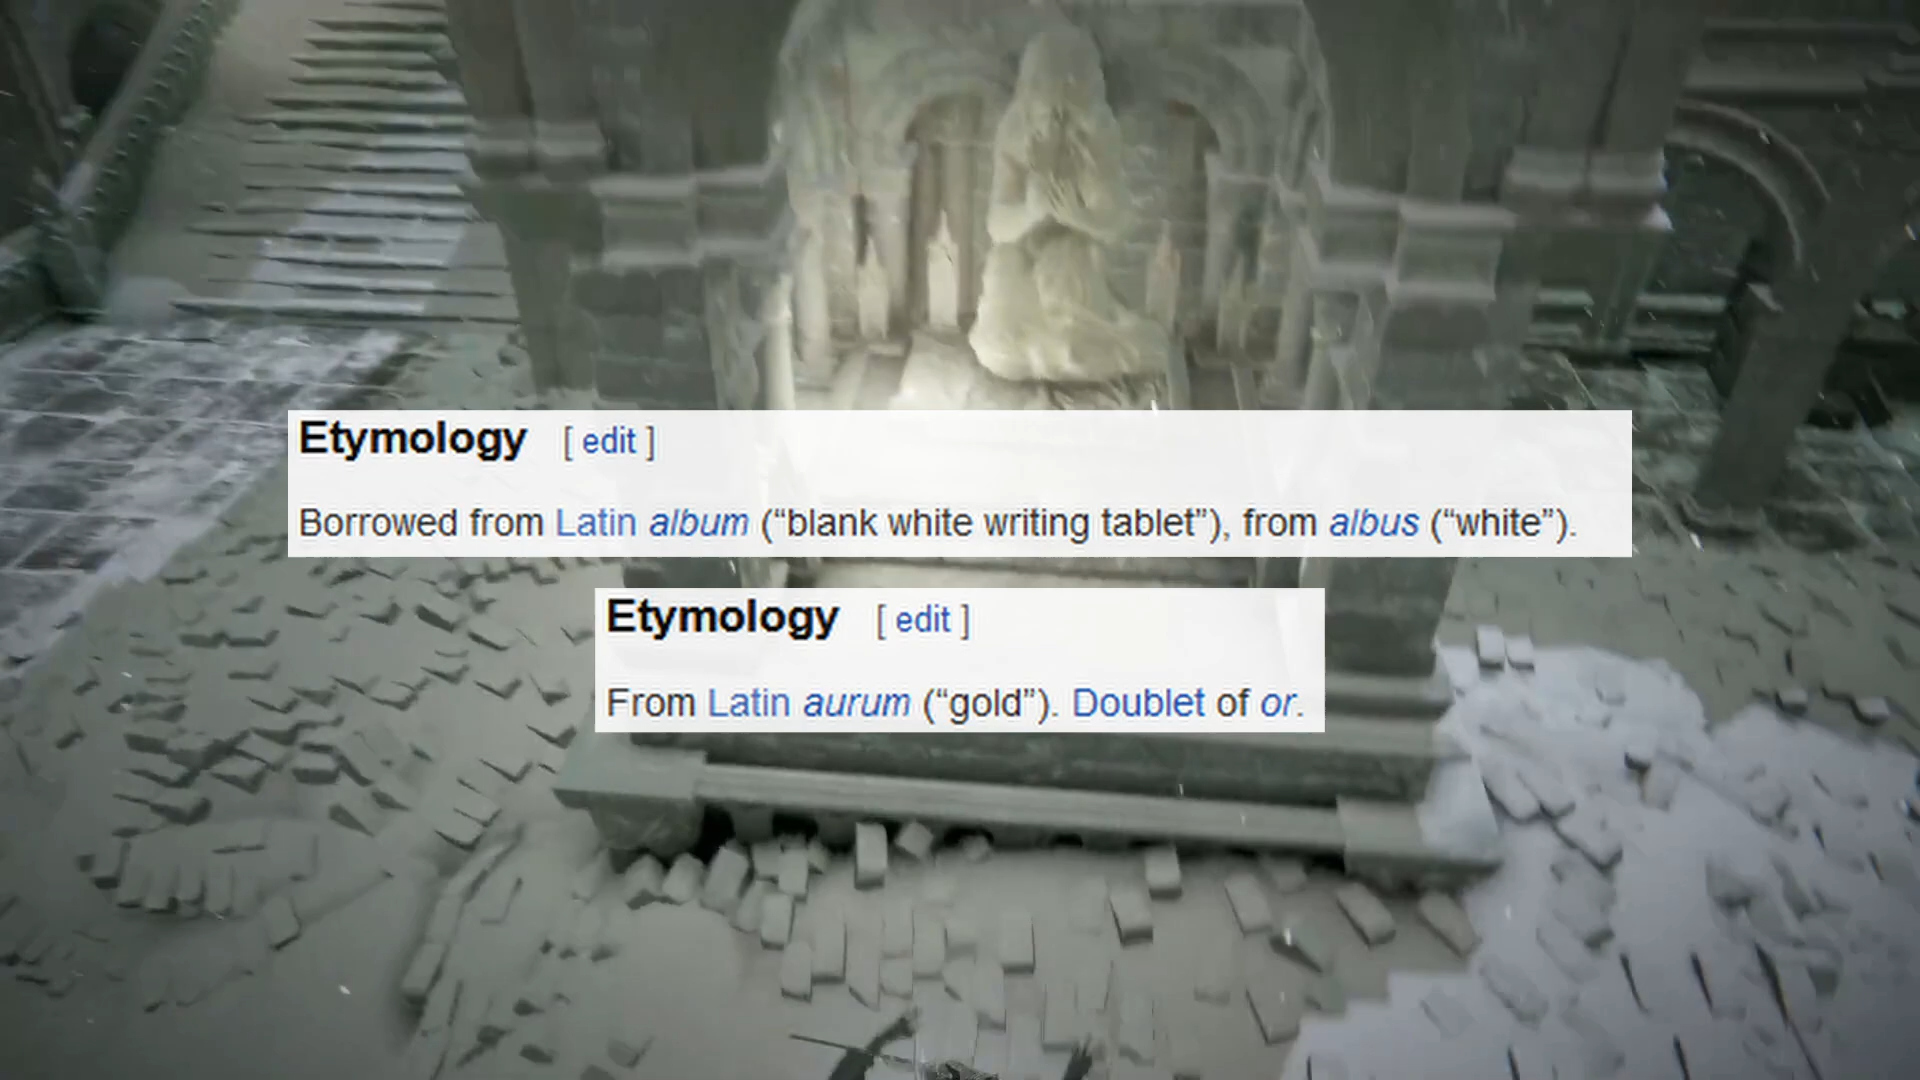 Etymology [ edit ]
Borrowed from Latin album (“blank white writing tablet”), from albus (“white”).
Etymology [ edit ]
From Latin aurum (“gold”). Doublet of or.